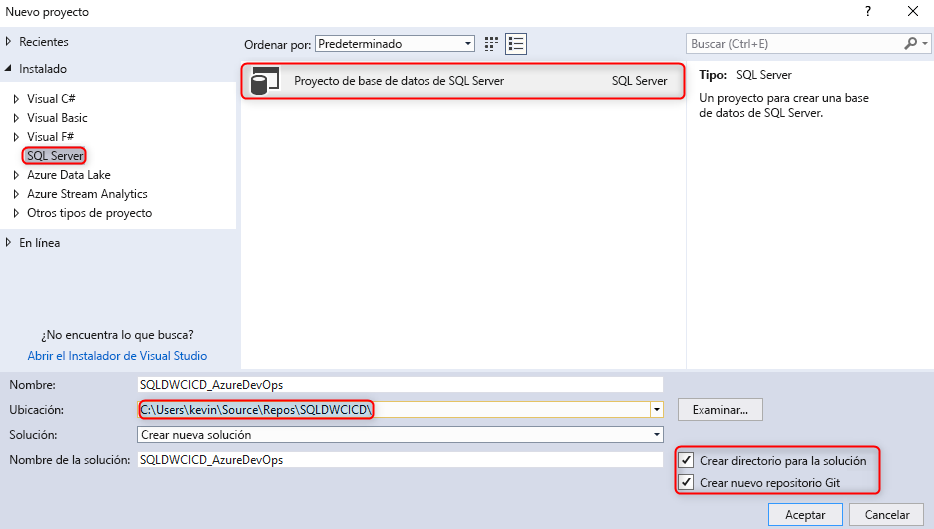 Nuevo proyecto
?
Recientes
Instalado
Visual C#
Visual Basic
Visual F#
SQL Server
Azure Data Lake
Azure Stream Analytics
Otros tipos de proyecto
En línea
¿No encuentra lo que busca?
Abrir el Instalador de Visual Studio
Ordenar por: Predeterminado
Proyecto de base de datos de SQL Server SQL Server
Buscar (Ctrl+E)
Tipo: SQL Server
Un proyecto para crear una base
de datos de SQL Server.
Nombre: SQLDWCICD_AzureDevOps
Ubicación: C:\Users\kevin\Source\Repos\SQLDWCICD\ Examinar...
Solución: Crear nueva solución
Nombre de la solución: SQLDWCICD_AzureDevOps
Crear directorio para la solución
Crear nuevo repositorio Git
Aceptar Cancelar